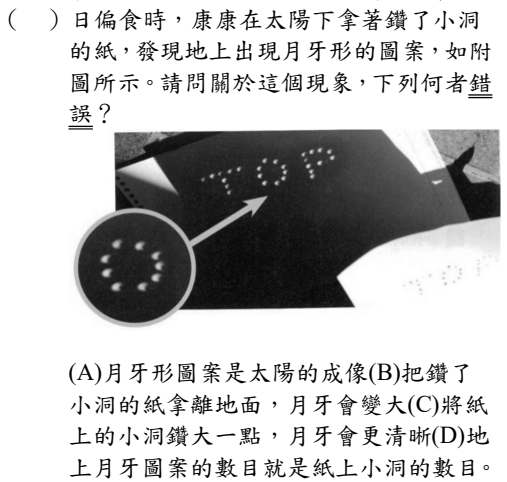 (　)日偏食時，康康在太陽下拿著鑽了小洞
的紙，發現地上出現月牙形的圖案，如附
圖所示。請問關於這個現象，下列何者錯
誤？
TOP
TOP
(A)月牙形圖案是太陽的成像(B)把鑽了
小洞的紙拿離地面，月牙會變大(C)將紙
上的小洞鑽大一點，月牙會更清晰(D)地
上月牙圖案的數目就是紙上小洞的數目。